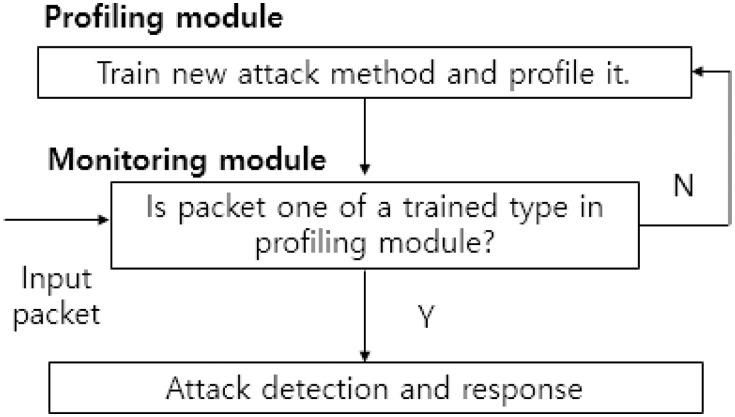 Profiling module
Train new attack method and profile it.
Monitoring module
N
Is packet one of a trained type in
profiling module?
Input
packet
Y
Attack detection and response